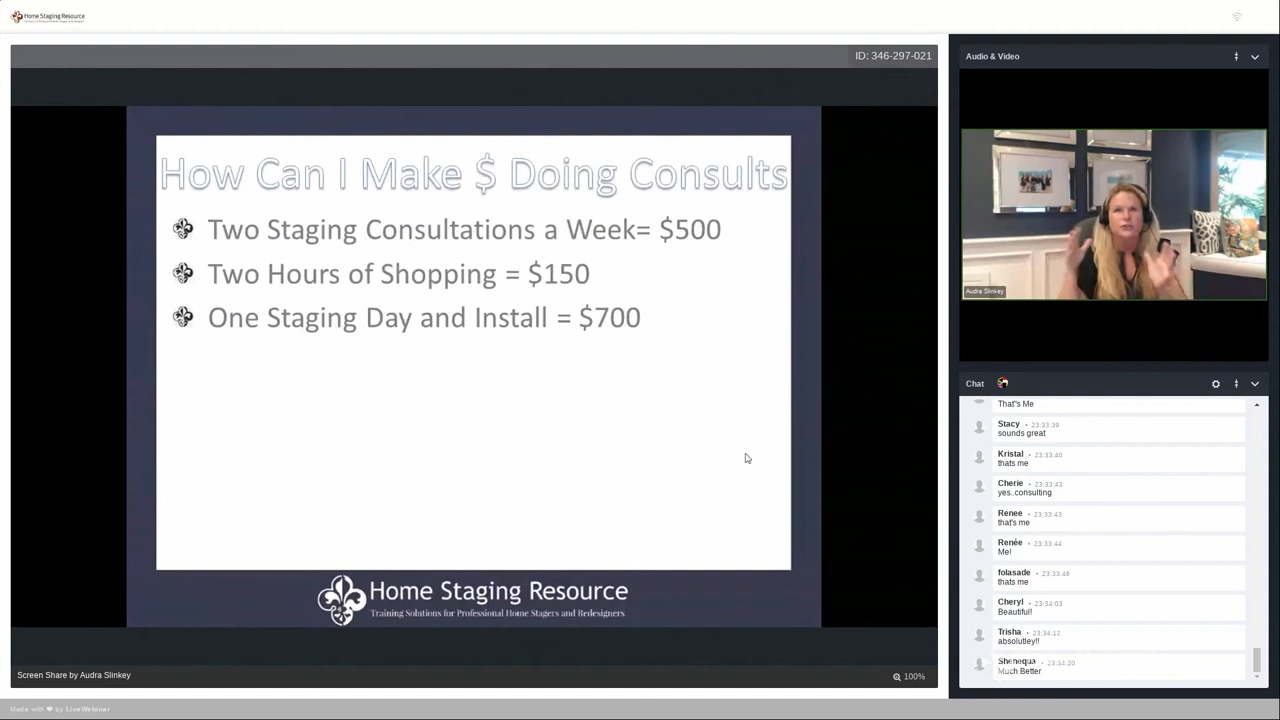 Home Staging Resource
ID: 346-297-021
How Can I Make $ Doing Consults
Two Staging Consultations a Week= $500
Two Hours of Shopping = $150
One Staging Day and Install = $700
Home Staging Resource
Training Solutions for Professional Home Stagers and Redesigners
Screen Share by Audra Slinkey
100%
Made with ❤ by LiveWebinar
Audio & Video
Audra Slinkey
Chat
That"s Me
Stacy • 23:33:39
sounds great
Kristal • 23:33:40
thats me
Cherie • 23:33:43
yes..consulting
Renee • 23:33:43
that's me
Renée • 23:33:44
Me!
folasade • 23:33:46
thats me
Cheryl • 23:34:03
Beautiful!
Trisha • 23:34:12
absolutley!!
Shenequa • 23:34:20
Much Better